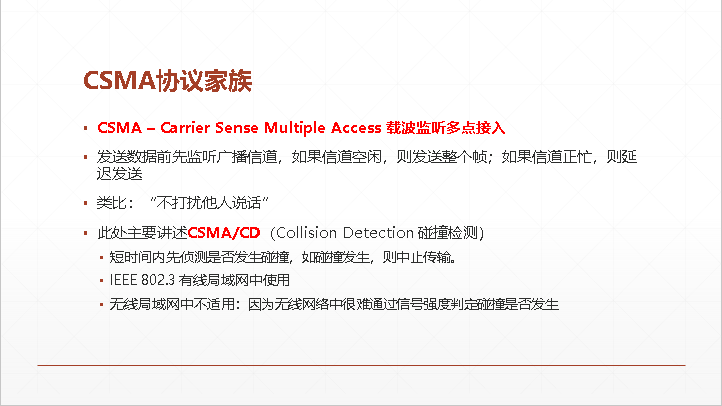 CSMA协议家族
▪ CSMA – Carrier Sense Multiple Access 载波监听多点接入
▪ 发送数据前先监听广播信道，如果信道空闲，则发送整个帧；如果信道正忙，则延
迟发送
▪ 类比：“不打扰他人说话”
▪ 此处主要讲述CSMA/CD（Collision Detection 碰撞检测）
▪ 短时间内先侦测是否发生碰撞，如碰撞发生，则中止传输。
▪ IEEE 802.3 有线局域网中使用
▪ 无线局域网中不适用：因为无线网络中很难通过信号强度判定碰撞是否发生